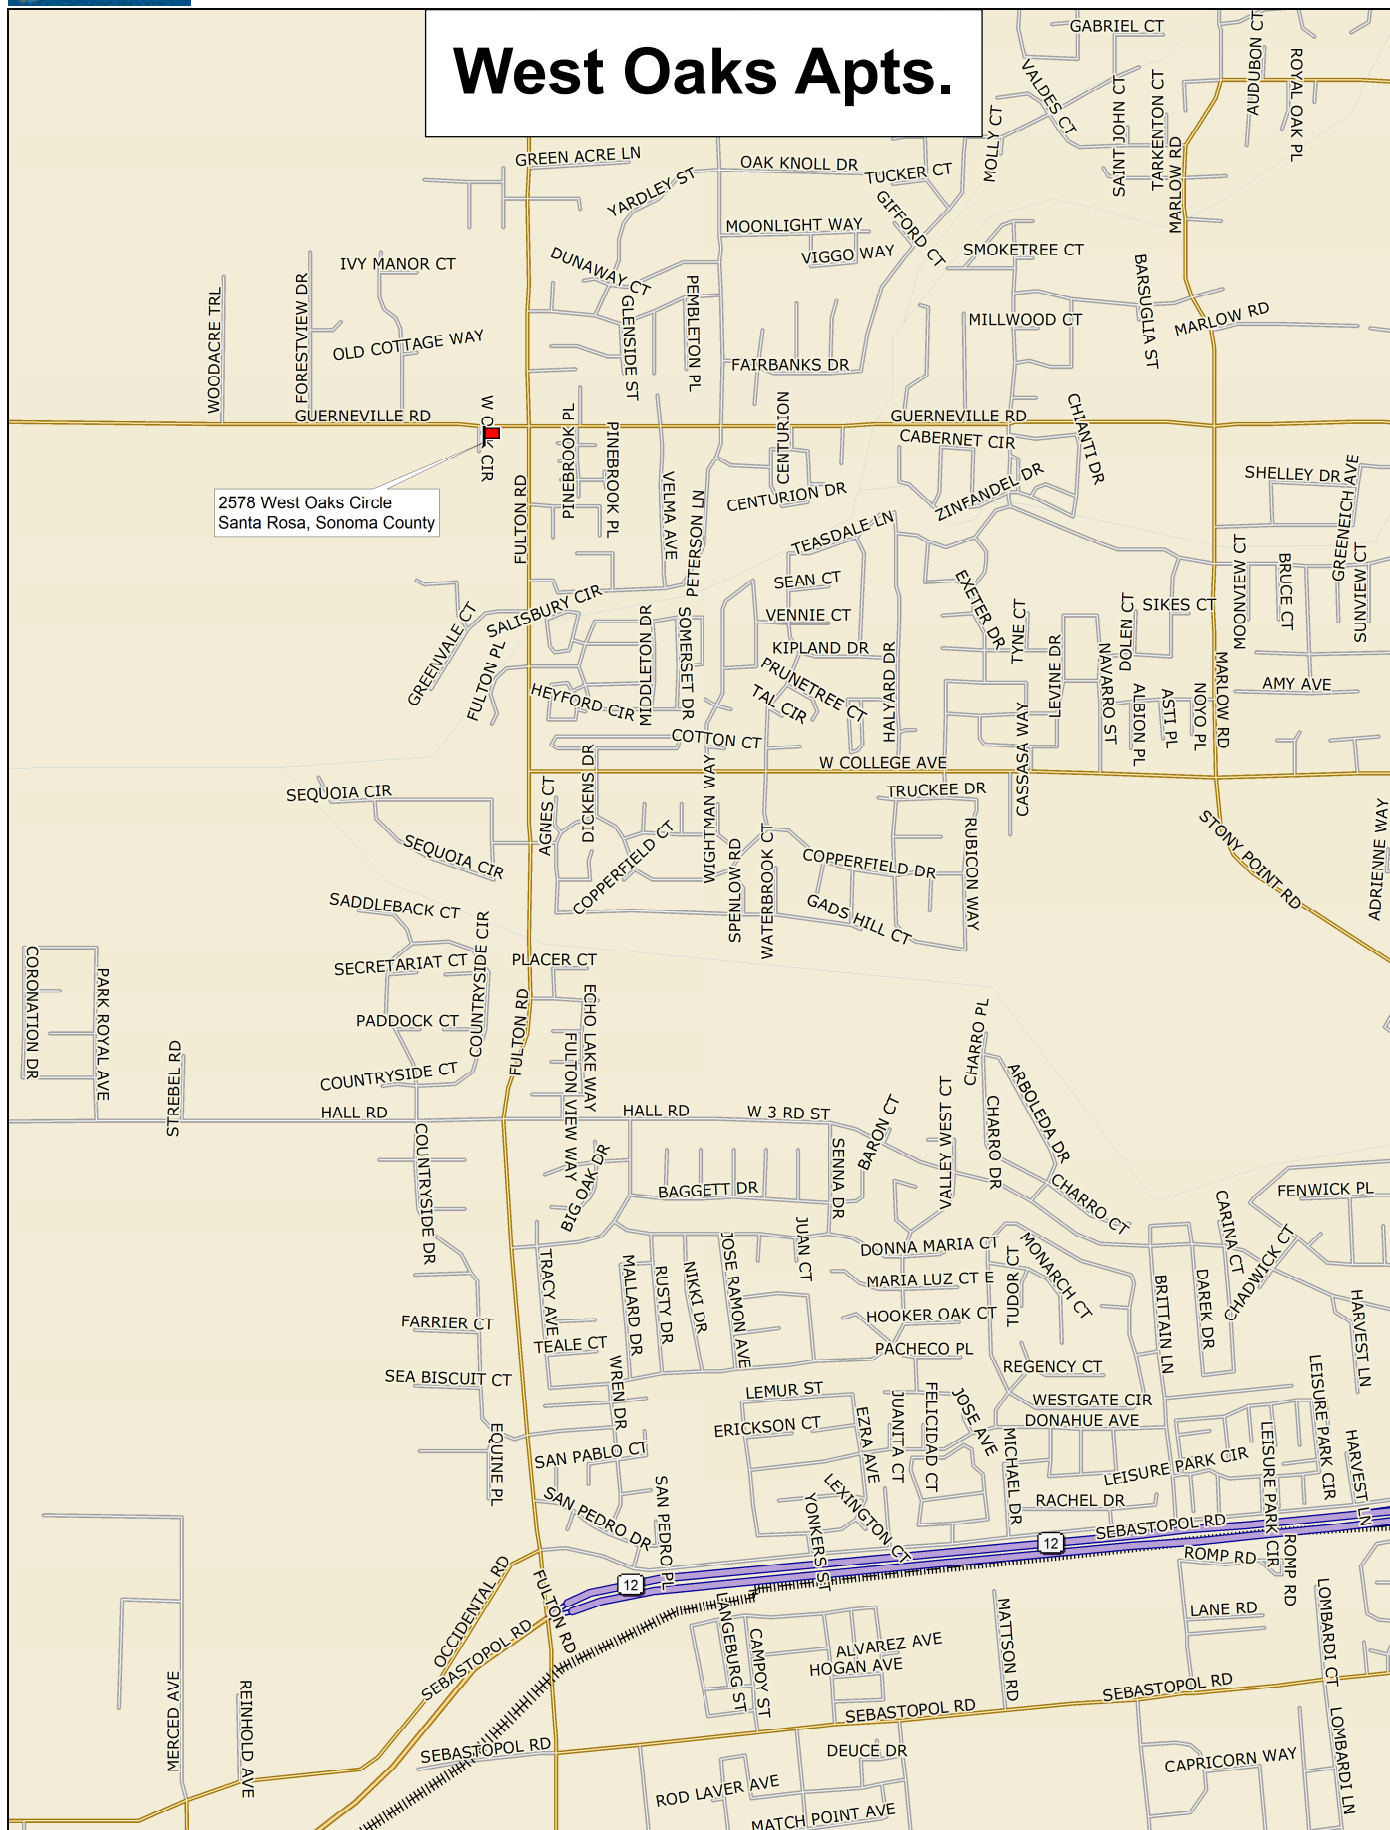 West Oaks Apts.
GABRIEL CT
VALDES CT
AUDUBON CT
ROYAL OAK PL
SAINT JOHN CT
TARKENTON CT
MARLOW RD
MOLLY CT
GREEN ACRE LN
OAK KNOLL DR
TUCKER CT
YARDLEY ST
GIFFORD CT
MOONLIGHT WAY
VIGGO WAY
SMOKETREE CT
IVY MANOR CT
DUNAWAY CT
GLENSIDE ST
PEMBLETON PL
BARSUGLIA ST
WOODACRE TRL
FORESTVIEW DR
OLD COTTAGE WAY
MILLWOOD CT
MARLOW RD
FAIRBANKS DR
GUERNEVILLE RD
W OAK CIR
PINEBROOK PL
PINEBROOK PL
CENTURION
GUERNEVILLE RD
CABERNET CIR
CHIANTI DR
2578 West Oaks Circle
Santa Rosa, Sonoma County
FULTON RD
VELMA AVE
PETERSON LN
CENTURION DR
ZINFANDEL DR
SHELLEY DR
GREENEICH AVE
TEASDALE LN
SEAN CT
EXETER DR
MOONVIEW CT
BRUCE CT
SUNVIEW CT
GREENVALE CT
SALISBURY CIR
FULTON PL
MIDDLETON DR
SOMERSET DR
VENNIE CT
KIPLAND DR
HALYARD DR
TYNE CT
LEVINE DR
DOLEN CT
SIKES CT
HEYFORD CIR
PRUNETREE CT
TAL CIR
NAVARRO ST
ALBION PL
ASTI PL
NOYO PL
MARLOW RD
AMY AVE
COTTON CT
CASSASA WAY
W COLLEGE AVE
SEQUOIA CIR
AGNES CT
DICKENS DR
WIGHTMAN WAY
TRUCKEE DR
STONY POINT RD
ADRIENNE WAY
SEQUOIA CIR
COPPERFIELD CT
SPENLOW RD
WATERBROOK CT
COPPERFIELD DR
RUBICON WAY
GADS HILL CT
SADDLEBACK CT
COUNTRYSIDE CIR
SECRETARIAT CT
PLACER CT
CORONATION DR
PARK ROYAL AVE
STREBEL RD
PADDOCK CT
FULTON RD
ECHO LAKE WAY
FULTON VIEW WAY
COUNTRYSIDE CT
CHARRO PL
ARBOLEDA DR
HALL RD
HALL RD
W 3 RD ST
BARON CT
VALLEY WEST CT
CHARRO DR
COUNTRYSIDE DR
BIG OAK DR
BAGGETT DR
SENNA DR
CHARRO CT
FENWICK PL
CARINA CT
CHADWICK CT
JUAN CT
DONNA MARIA CT
TUDOR CT
MONARCH CT
TRACY AVE
MALLARD DR
RUSTY DR
NIKKI DR
JOSE RAMON AVE
MARIA LUZ CT E
HOOKER OAK CT
BRITTAIN LN
DAREK DR
HARVEST LN
FARRIER CT
TEALE CT
PACHECO PL
REGENCY CT
SEA BISCUIT CT
WREN DR
LEMUR ST
WESTGATE CIR
DONAHUE AVE
LEISURE PARK CIR
ERICKSON CT
EZRA AVE
JUANITA CT
FELICIDAD CT
JOSE AVE
MICHAEL DR
EQUINE PL
SAN PABLO CT
LEISURE PARK CIR
LEISURE PARK CIR
HARVEST LN
SAN PEDRO DR
SAN PEDRO PL
YONKERS ST
LEXINGTON CT
RACHEL DR
SEBASTOPOL RD
12
12
ROMP RD
ROMP RD
OCCIDENTAL RD
FULTON RD
SEBASTOPOL RD
LANGEBURG ST
CAMPOY ST
ALVAREZ AVE
HOGAN AVE
MATTSON RD
LANE RD
LOMBARDI CT
MERCED AVE
REINHOLD AVE
SEBASTOPOL RD
SEBASTOPOL RD
SEBASTOPOL RD
DEUCE DR
CAPRICORN WAY
LOMBARDI LN
ROD LAVER AVE
MATCH POINT AVE